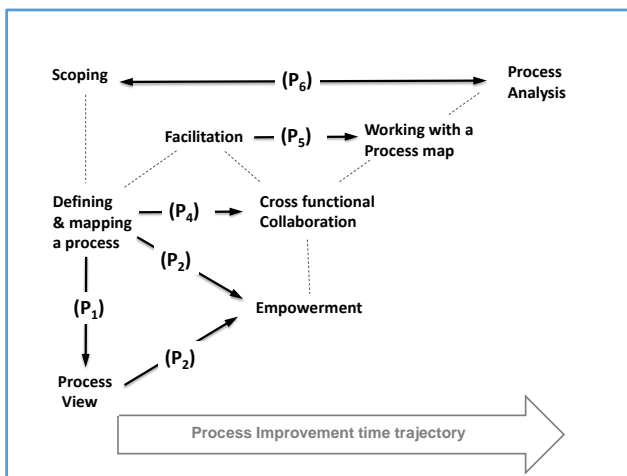 Scoping
(P₆)
Process
Analysis
Facilitation
(P₅)
Working with a
Process map
Defining
& mapping
a process
(P₄)
Cross functional
Collaboration
(P₂)
(P₁)
Empowerment
(P₂)
Process
View
Process Improvement time trajectory